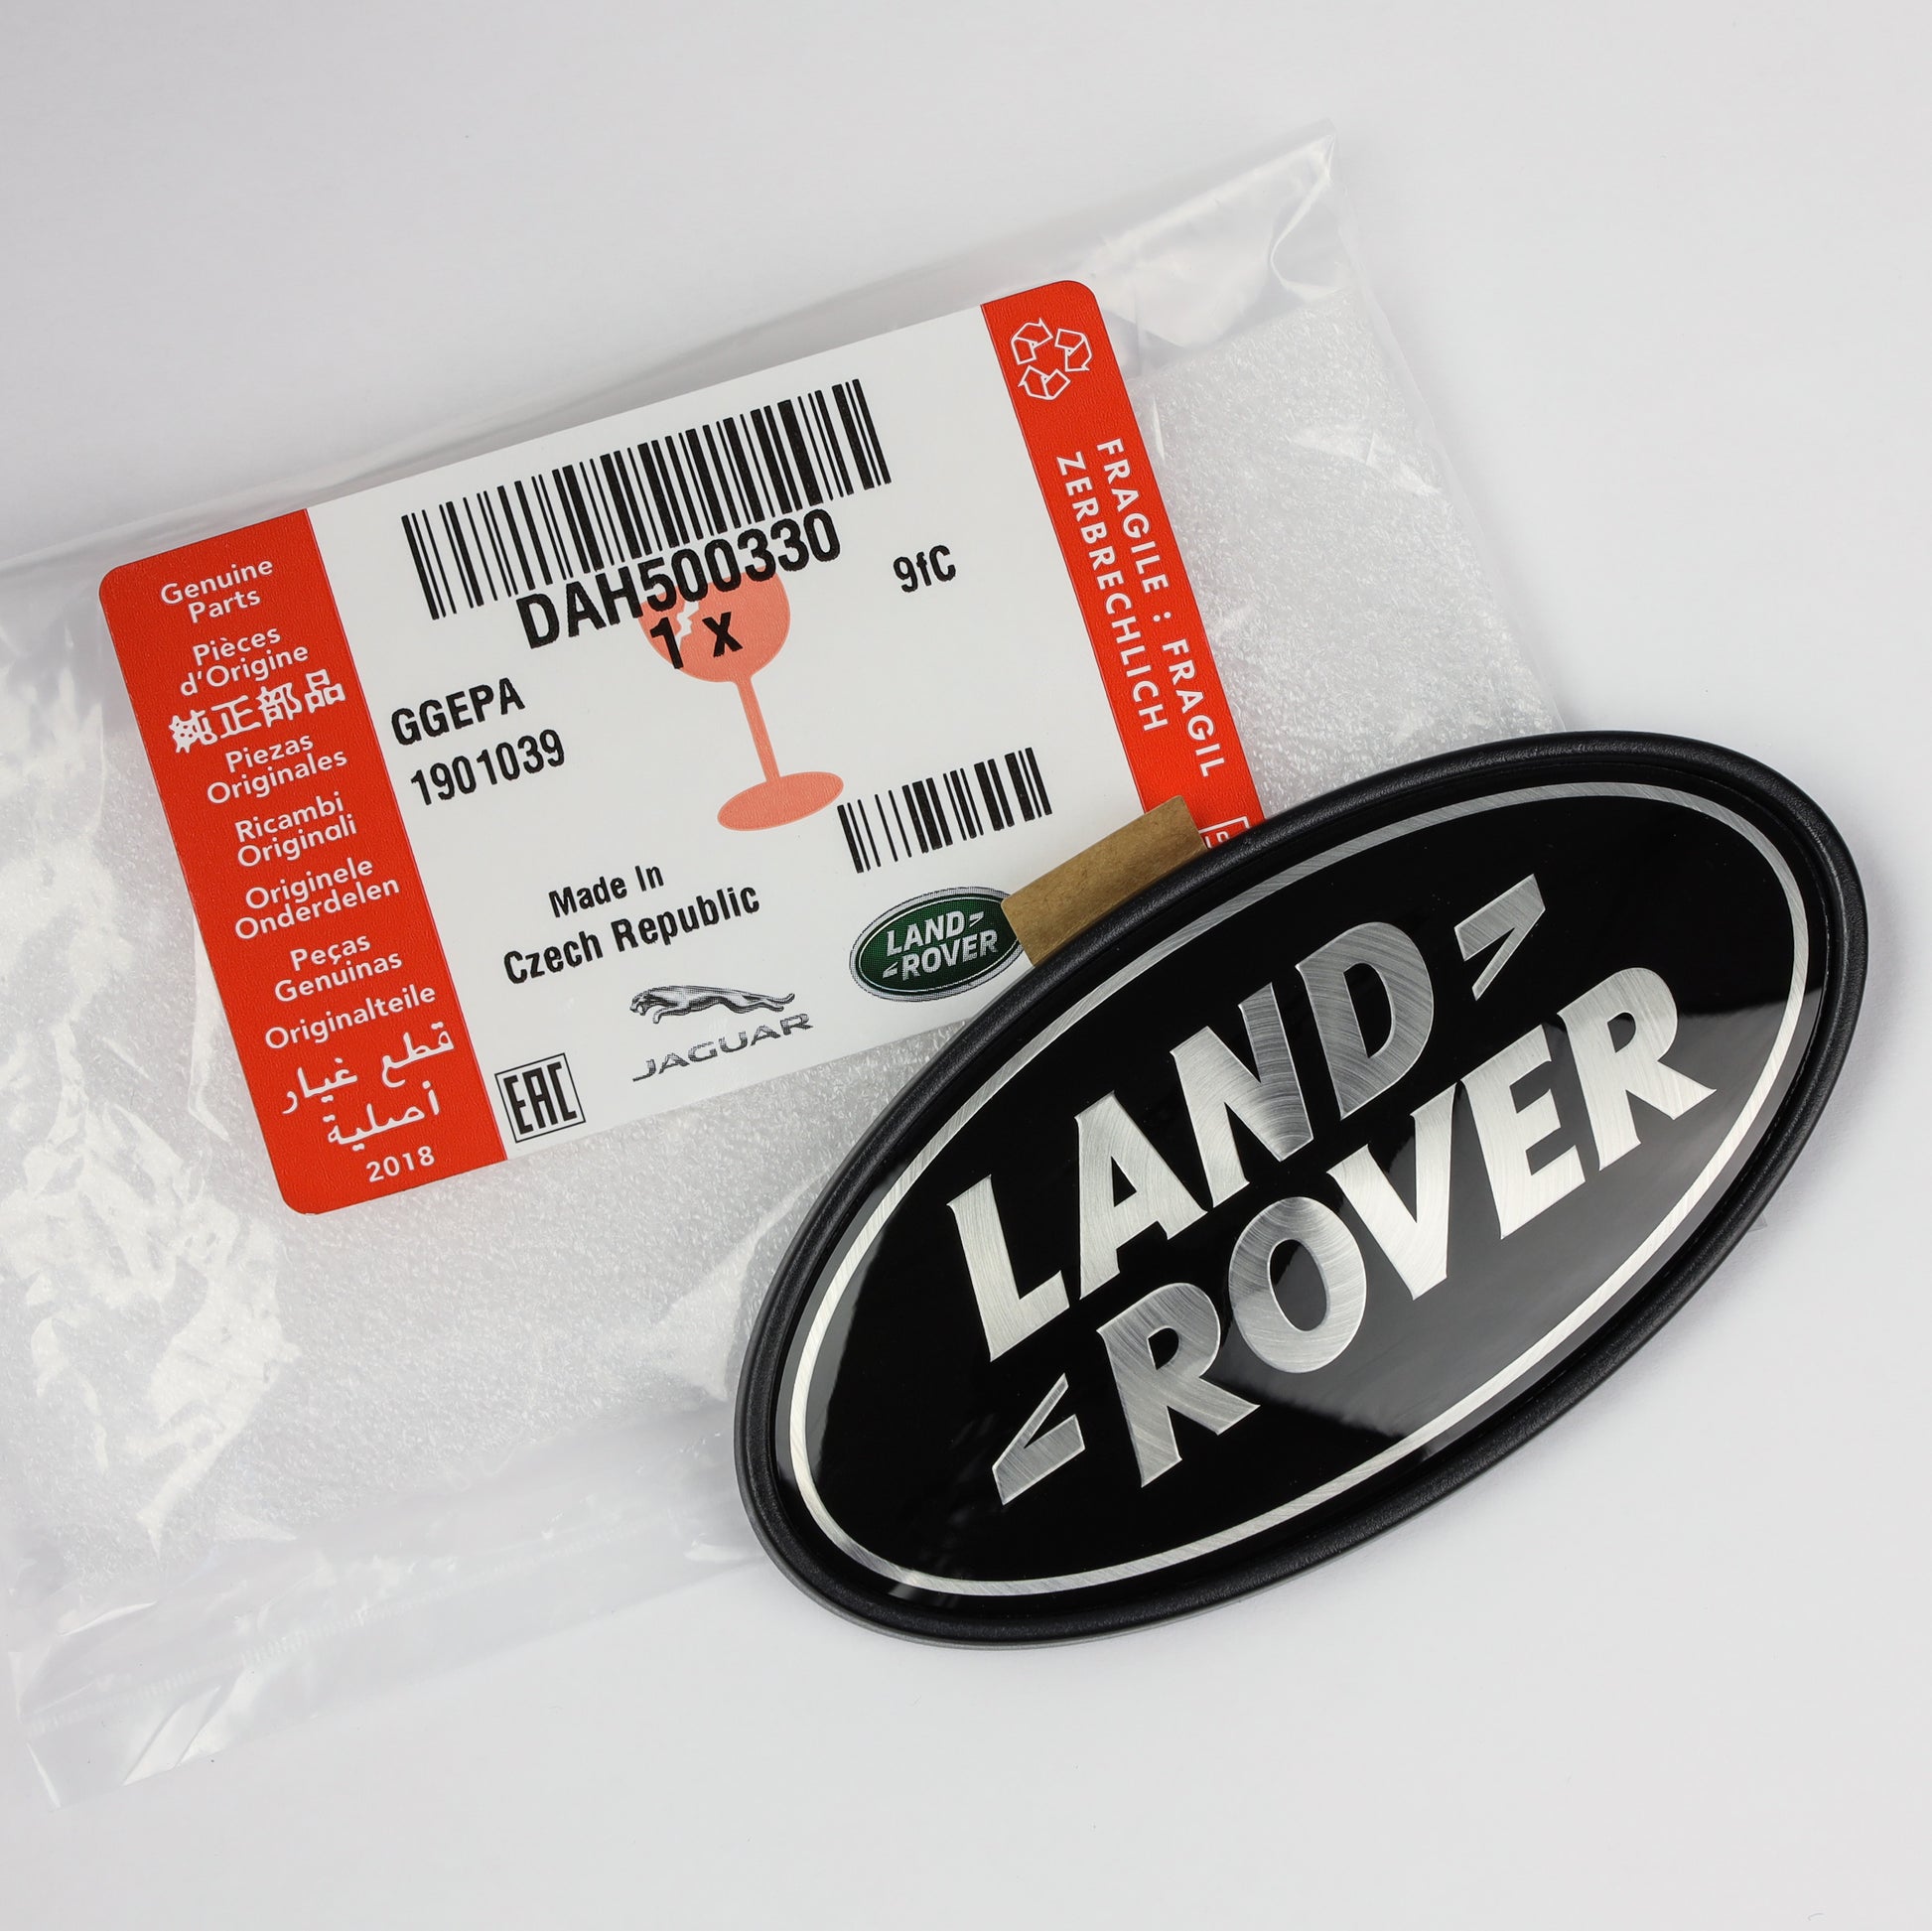 Genuine
Parts
Pièces
d'Origine
純正部品
Piezas
Originales
Ricambi
Originali
Originele
Onderdelen
Peças
Genuinas
Originalteile
قطع غيار
أصلية
2018
DAH500330
1 x
9fC
GGEPA
1901039
Made In
Czech Republic
EAC
JAGUAR
LAND
ROVER
FRAGILE : FRAGIL
ZERBRECHLICH
LAND
ROVER